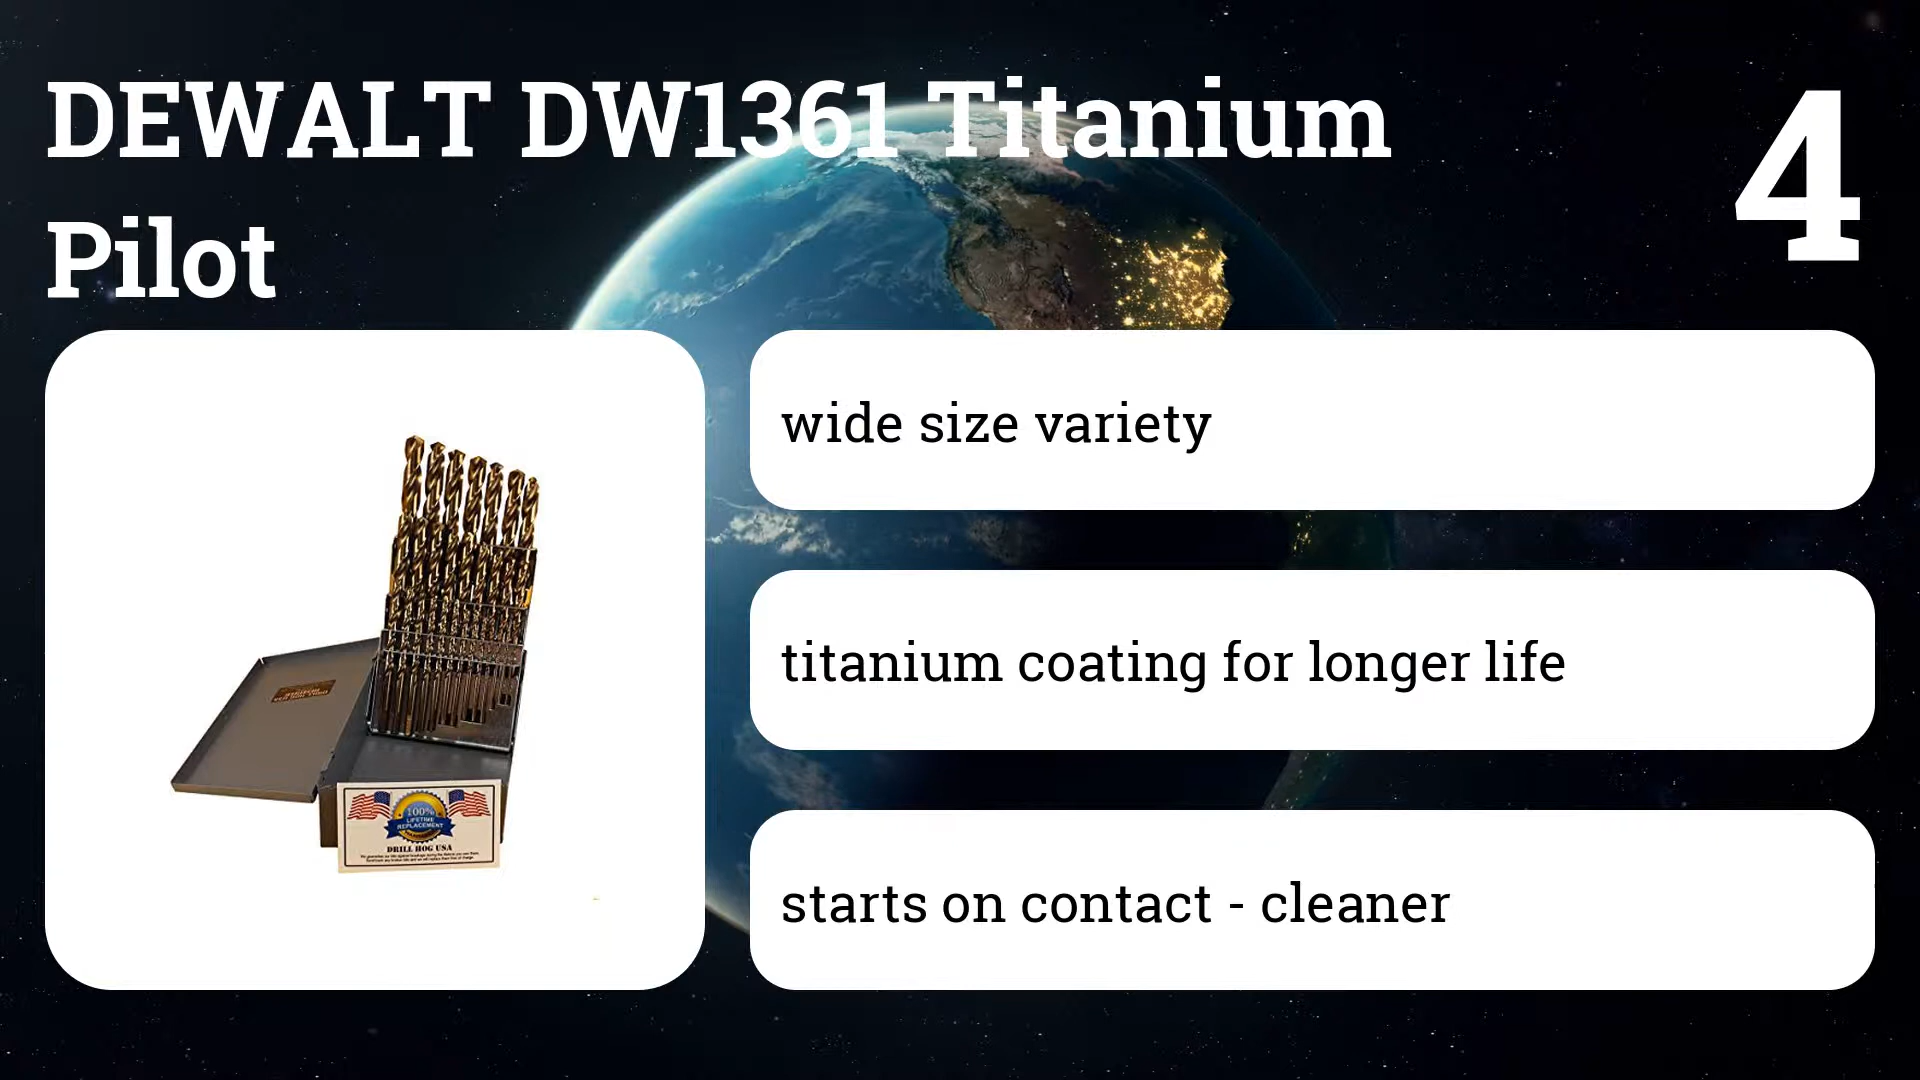 DEWALT DW1361 Titanium
Pilot
4
wide size variety
titanium coating for longer life
starts on contact - cleaner
100%
LIFETIME
REPLACEMENT
DRILL HOG USA